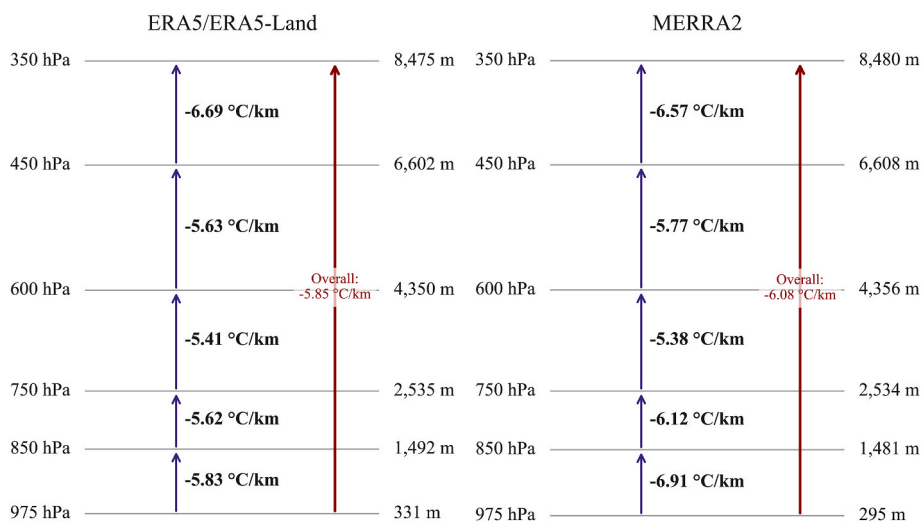 ERA5/ERA5-Land
350 hPa
8,475 m
-6.69 °C/km
450 hPa
6,602 m
-5.63 °C/km
Overall:
-5.85 °C/km
600 hPa
4,350 m
-5.41 °C/km
750 hPa
2,535 m
-5.62 °C/km
850 hPa
1,492 m
-5.83 °C/km
975 hPa
331 m
MERRA2
350 hPa
8,480 m
-6.57 °C/km
450 hPa
6,608 m
-5.77 °C/km
Overall:
-6.08 °C/km
600 hPa
4,356 m
-5.38 °C/km
750 hPa
2,534 m
-6.12 °C/km
850 hPa
1,481 m
-6.91 °C/km
975 hPa
295 m